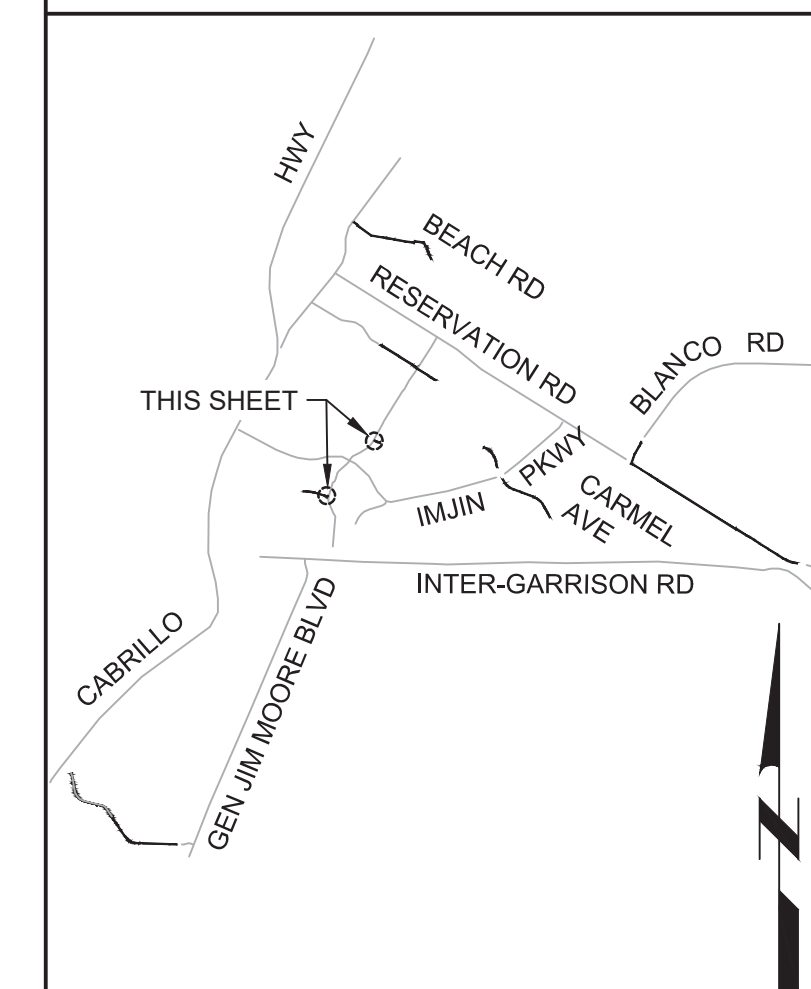 HWY
BEACH RD
RESERVATION RD
BLANCO RD
THIS SHEET
PKWY
IMJIN
CARMEL
AVE
INTER-GARRISON RD
CABRILLO
GEN JIM MOORE BLVD
N